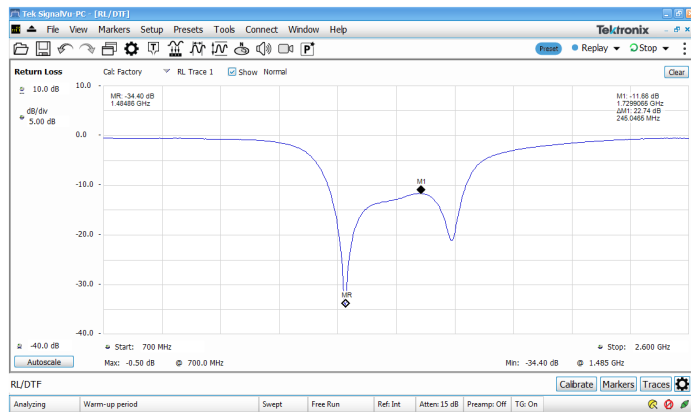 Tek SignalVu-PC - [RL/DTF]
File View Markers Setup Presets Tools Connect Window Help
Tektronix
Preset Replay Stop
Return Loss Cal: Factory RL Trace 1 Show Normal Clear
10.0 dB
dB/div
5.00 dB
10.0
MR: -34.40 dB
1.48486 GHz
M1: -11.66 dB
1.7299065 GHz
ΔM1: 22.74 dB
245.0465 MHz
0.0
-10.0
M1
-20.0
-30.0
MR
-40.0
-40.0 dB
Start: 700 MHz Stop: 2.600 GHz
Autoscale Max: -0.50 dB @ 700.0 MHz Min: -34.40 dB @ 1.485 GHz
RL/DTF Calibrate Markers Traces
Analyzing Warm-up period Swept Free Run Ref: Int Atten: 15 dB Preamp: Off TG: On